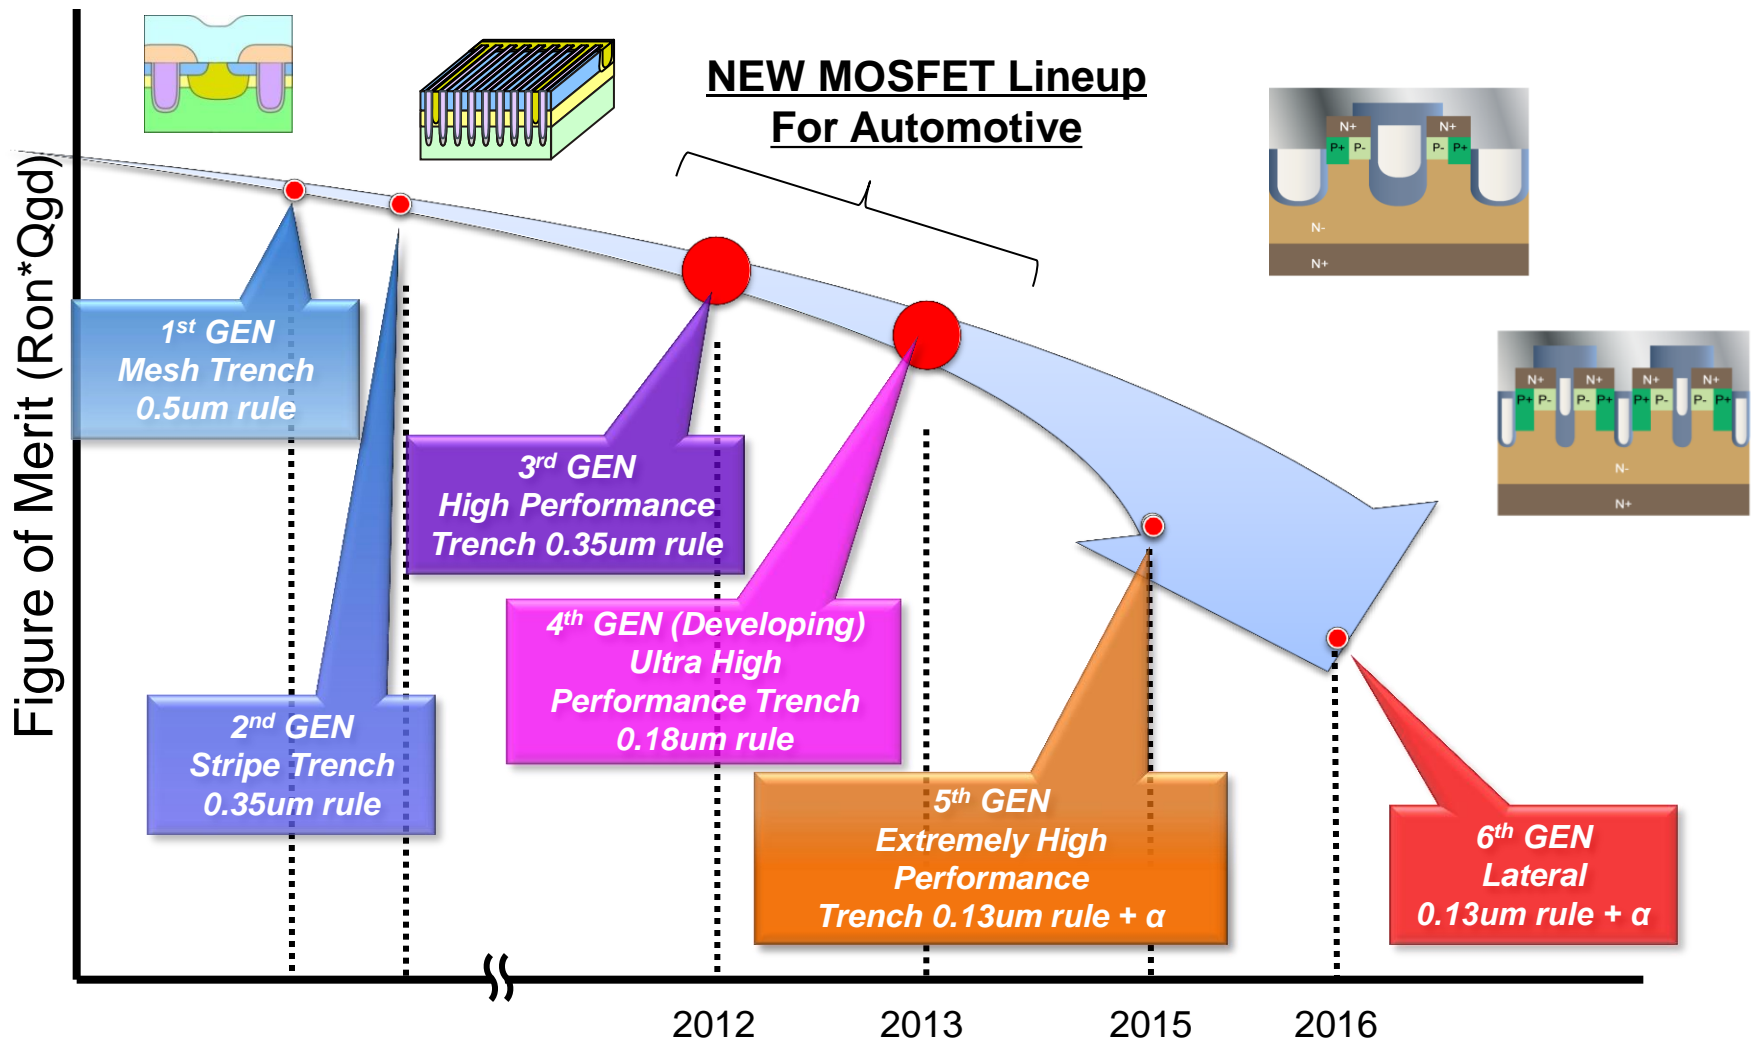 NEW MOSFET Lineup
For Automotive
Figure of Merit (Ron*Qgd)
N+
N+
P+
P-
P-
P+
N-
N+
N+
N+
N+
N+
P+
P-
P-
P+
P+
P-
P-
P+
N-
N+
1st GEN
Mesh Trench
0.5um rule
2nd GEN
Stripe Trench
0.35um rule
3rd GEN
High Performance
Trench 0.35um rule
4th GEN (Developing)
Ultra High
Performance Trench
0.18um rule
5th GEN
Extremely High
Performance
Trench 0.13um rule + α
6th GEN
Lateral
0.13um rule + α
2012
2013
2015
2016